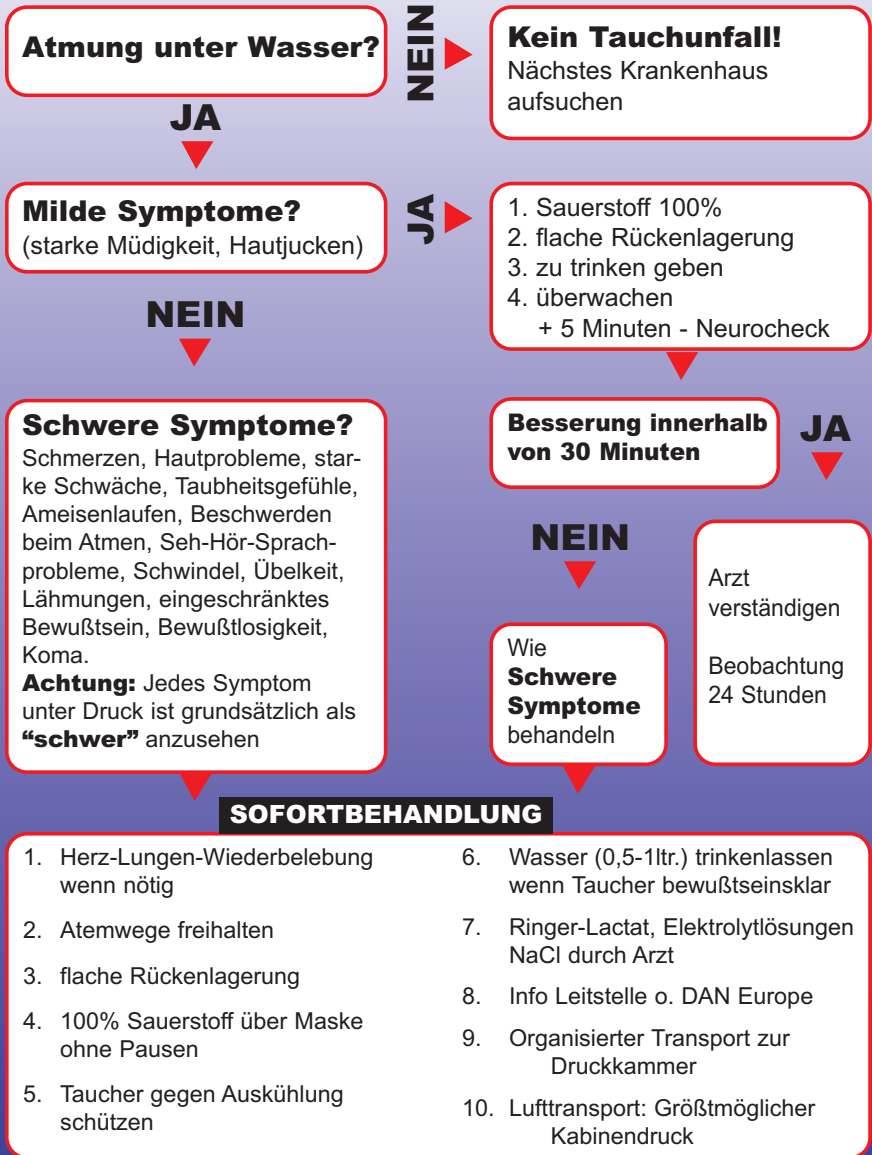 Atmung unter Wasser?
NEIN
Kein Tauchunfall!
Nächstes Krankenhaus
aufsuchen
JA
Milde Symptome?
(starke Müdigkeit, Hautjucken)
JA
1. Sauerstoff 100%
2. flache Rückenlagerung
3. zu trinken geben
4. überwachen
+ 5 Minuten - Neurocheck
NEIN
Schwere Symptome?
Schmerzen, Hautprobleme, star-
ke Schwäche, Taubheitsgefühle,
Ameisenlaufen, Beschwerden
beim Atmen, Seh-Hör-Sprach-
probleme, Schwindel, Übelkeit,
Lähmungen, eingeschränktes
Bewußtsein, Bewußtlosigkeit,
Koma.
Achtung: Jedes Symptom
unter Druck ist grundsätzlich als
“schwer” anzusehen
Besserung innerhalb
von 30 Minuten
JA
NEIN
Arzt
verständigen
Beobachtung
24 Stunden
Wie
Schwere
Symptome
behandeln
SOFORTBEHANDLUNG
1. Herz-Lungen-Wiederbelebung
wenn nötig
2. Atemwege freihalten
3. flache Rückenlagerung
4. 100% Sauerstoff über Maske
ohne Pausen
5. Taucher gegen Auskühlung
schützen
6. Wasser (0,5-1ltr.) trinkenlassen
wenn Taucher bewußtseinsklar
7. Ringer-Lactat, Elektrolytlösungen
NaCl durch Arzt
8. Info Leitstelle o. DAN Europe
9. Organisierter Transport zur
Druckkammer
10. Lufttransport: Größtmöglicher
Kabinendruck